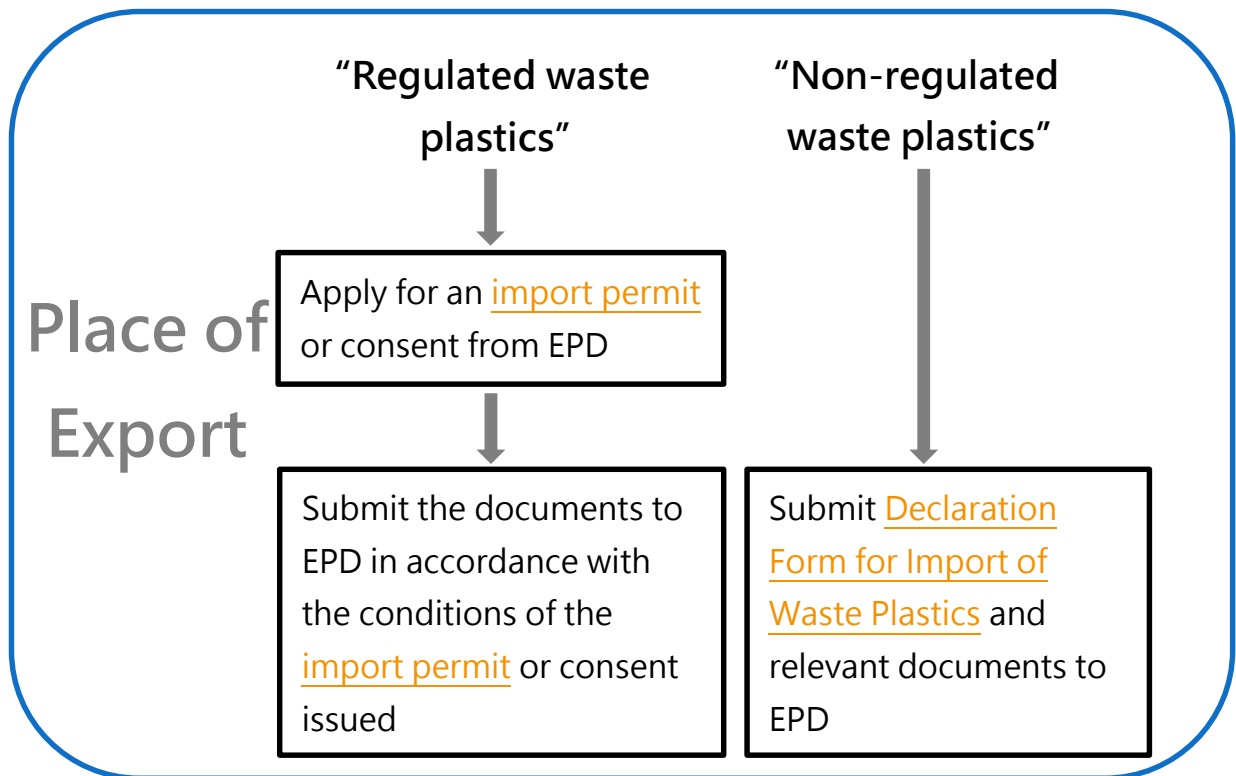 “Regulated waste
plastics”
“Non-regulated
waste plastics”
Place of
Export
Apply for an import permit
or consent from EPD
Submit the documents to
EPD in accordance with
the conditions of the
import permit or consent
issued
Submit Declaration
Form for Import of
Waste Plastics and
relevant documents to
EPD